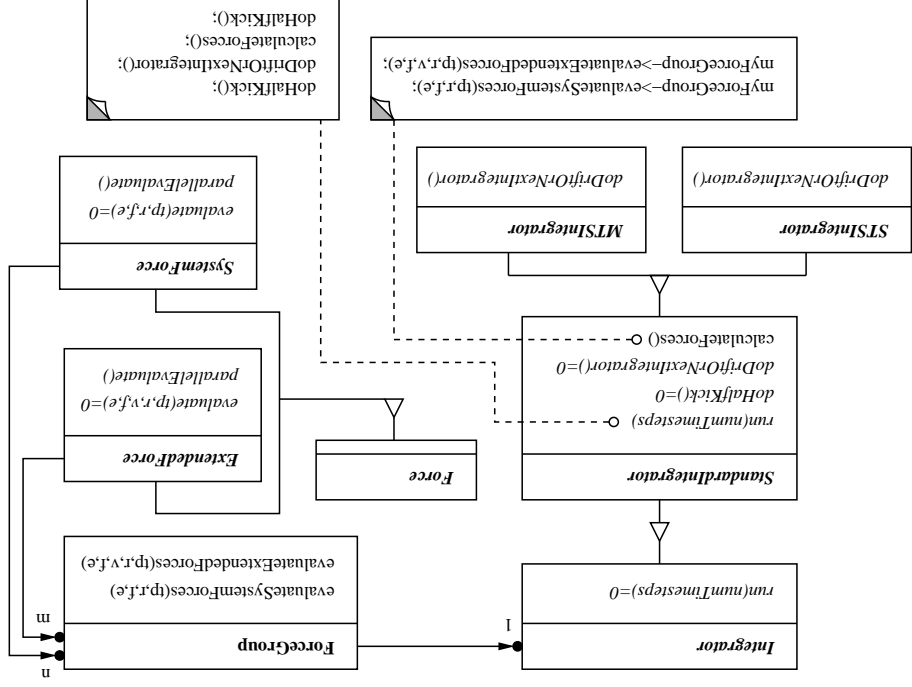 Integrator
run(numTimesteps)=0
1
ForceGroup
evaluateSystemForces(tp,r,f,e)
evaluateExtendedForces(tp,r,v,f,e)
n
m
StandardIntegrator
run(numTimesteps)
doHalfKick()=0
doDriftOrNextIntegrator()=0
calculateForces()
Force
ExtendedForce
evaluate(tp,r,v,f,e)=0
parallelEvaluate()
SystemForce
evaluate(tp,r,f,e)=0
parallelEvaluate()
STSIntegrator
doDriftOrNextIntegrator()
MTSIntegrator
doDriftOrNextIntegrator()
myForceGroup->evaluateSystemForces(tp,r,f,e);
myForceGroup->evaluateExtendedForces(tp,r,v,f,e);
doHalfKick();
doDriftOrNextIntegrator();
calculateForces();
doHalfKick();